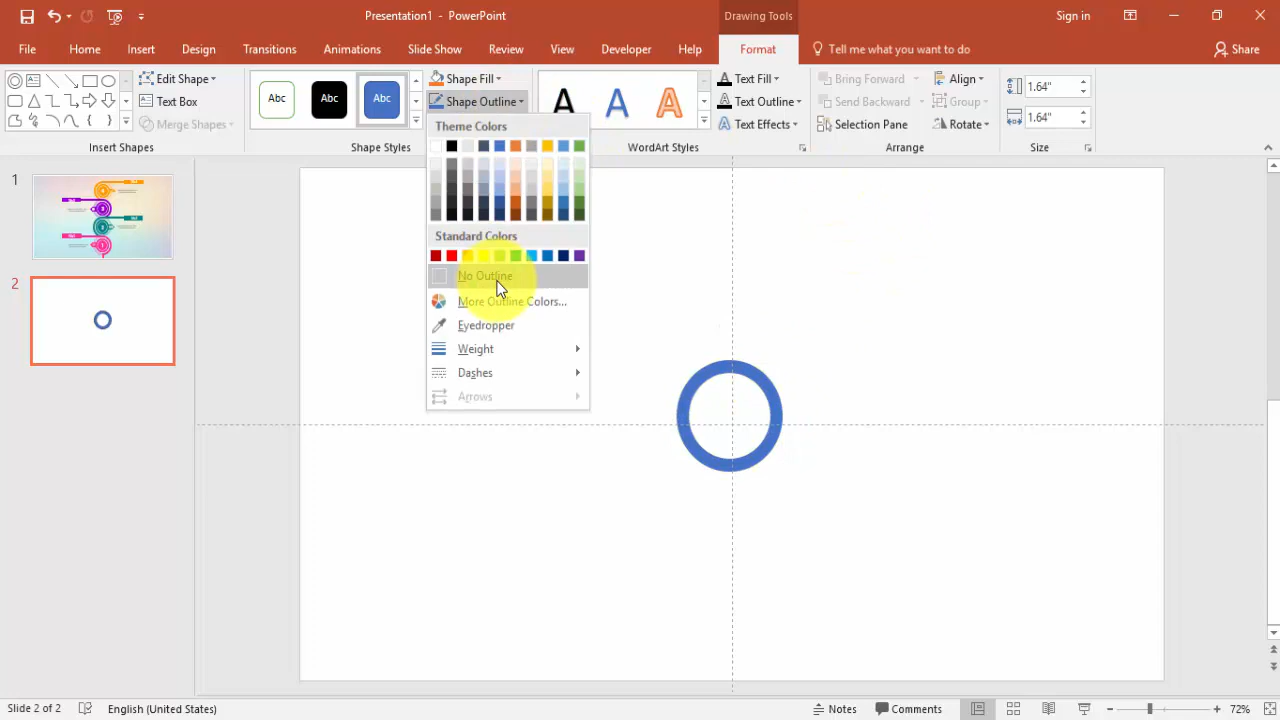 Presentation1 - PowerPoint
Drawing Tools
Sign in
File
Home
Insert
Design
Transitions
Animations
Slide Show
Review
View
Developer
Help
Format
Tell me what you want to do
Share
Edit Shape
Text Box
Merge Shapes
Insert Shapes
Abc
Abc
Abc
Shape Fill
Shape Outline
Shape Styles
A
A
A
Text Fill
Text Outline
Text Effects
WordArt Styles
Bring Forward
Send Backward
Selection Pane
Align
Group
Rotate
Arrange
1.64"
1.64"
Size
Theme Colors
Standard Colors
No Outline
More Outline Colors...
Eyedropper
Weight
Dashes
Arrows
1
2
Slide 2 of 2
English (United States)
Notes
Comments
72%